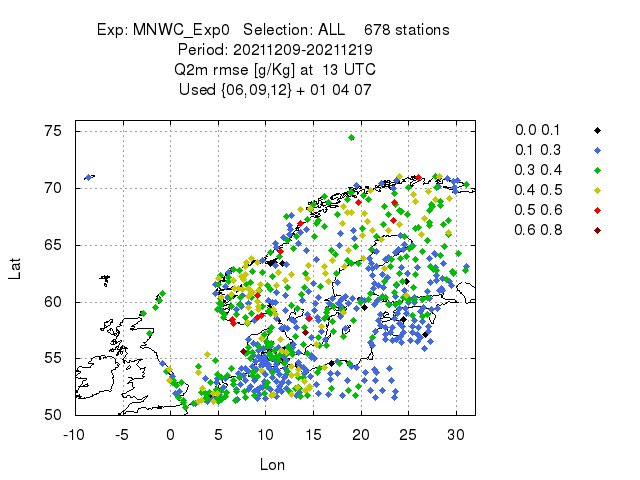 Exp: MNWC_Exp0   Selection: ALL    678 stations
Period: 20211209-20211219
Q2m rmse [g/Kg] at  13 UTC
Used {06,09,12} + 01 04 07
0.0 0.1
0.1 0.3
0.3 0.4
0.4 0.5
0.5 0.6
0.6 0.8
75
70
65
60
55
50
Lat
-10 -5 0 5 10 15 20 25 30
Lon